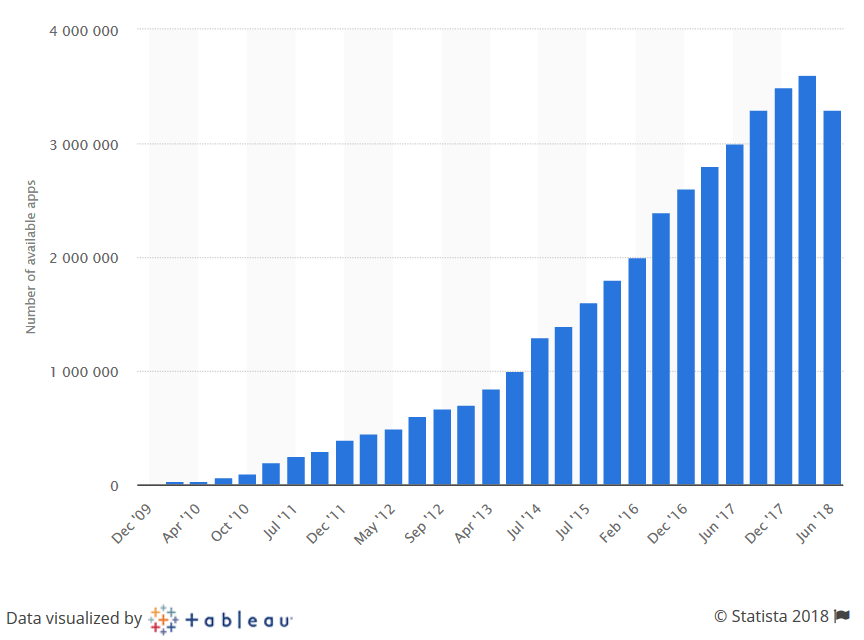 4 000 000
3 000 000
2 000 000
1 000 000
0
Number of available apps
Dec '09
Apr '10
Oct '10
Jul '11
Dec '11
May '12
Sep '12
Apr '13
Jul '14
Jul '15
Feb '16
Dec '16
Jun '17
Dec '17
Jun '18
Data visualized by + a b l e a u
© Statista 2018